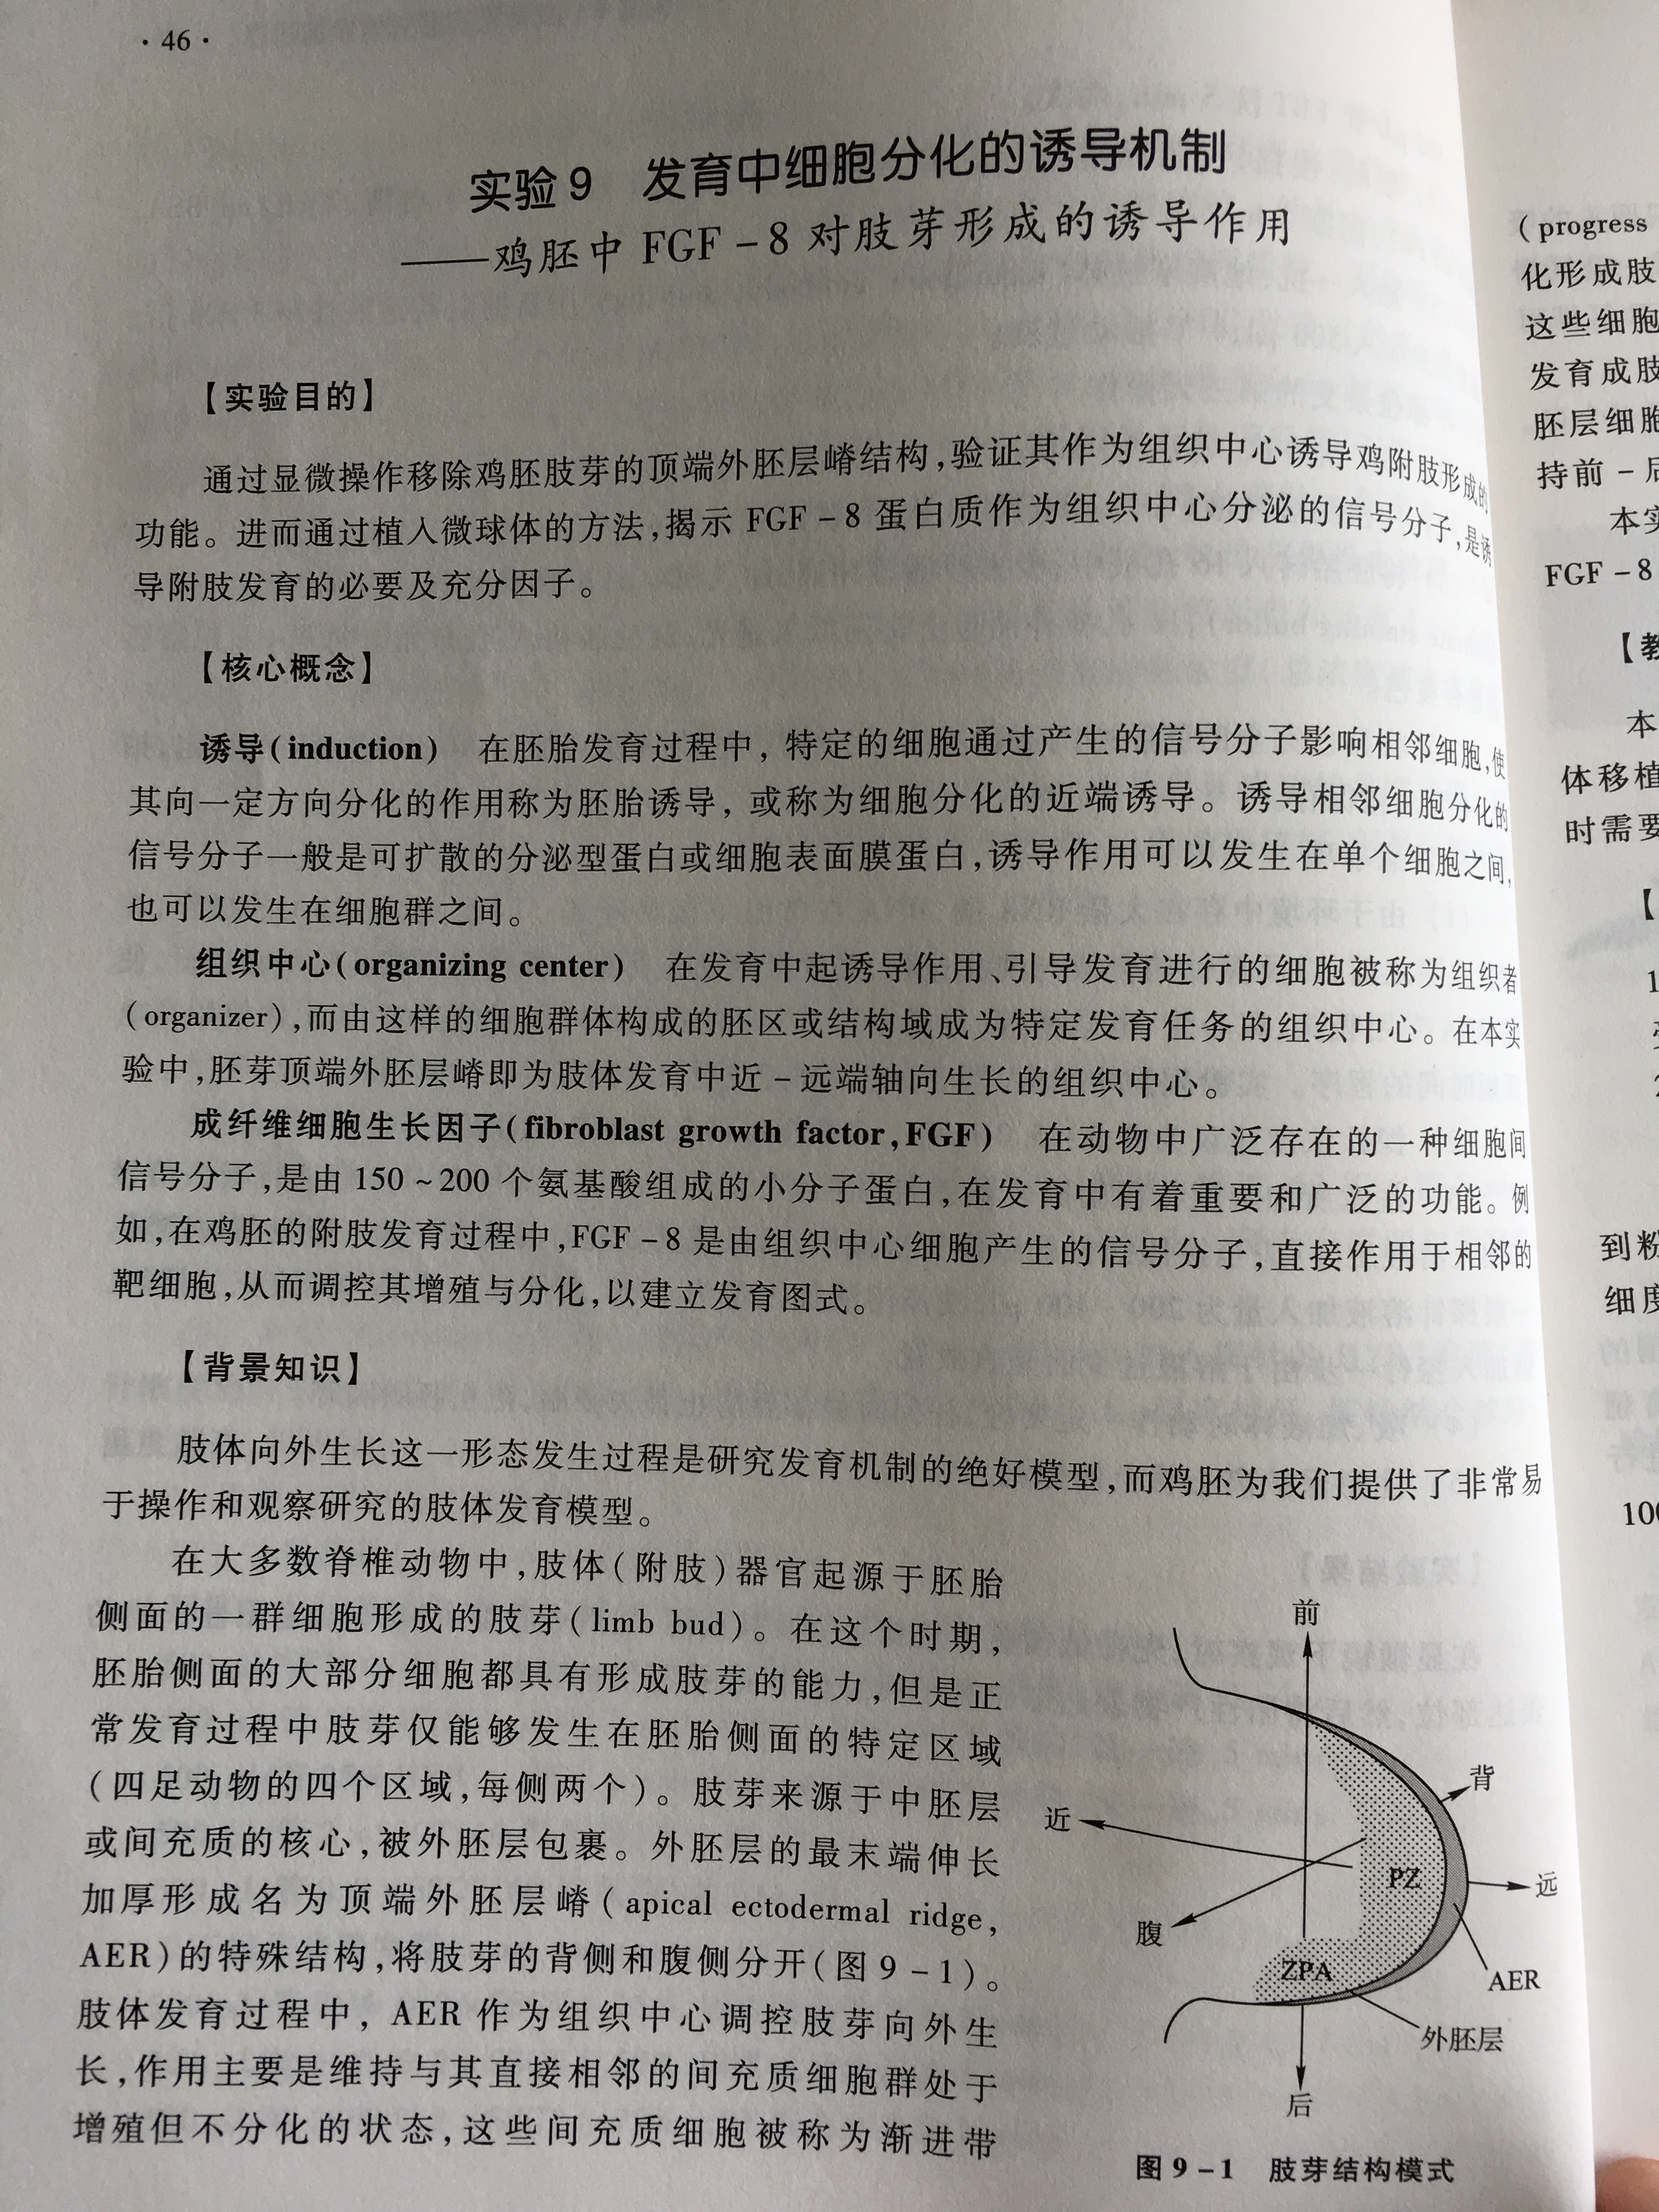 · 46 ·
实验 9　发育中细胞分化的诱导机制
——鸡胚中 FGF – 8 对肢芽形成的诱导作用
【实验目的】
通过显微操作移除鸡胚肢芽的顶端外胚层嵴结构,验证其作为组织中心诱导鸡附肢形成的
功能。进而通过植入微球体的方法,揭示 FGF – 8 蛋白质作为组织中心分泌的信号分子,是诱
导附肢发育的必要及充分因子。
【核心概念】
诱导(induction)　在胚胎发育过程中, 特定的细胞通过产生的信号分子影响相邻细胞,使
其向一定方向分化的作用称为胚胎诱导, 或称为细胞分化的近端诱导。诱导相邻细胞分化的
信号分子一般是可扩散的分泌型蛋白或细胞表面膜蛋白,诱导作用可以发生在单个细胞之间,
也可以发生在细胞群之间。
组织中心(organizing center)　在发育中起诱导作用、引导发育进行的细胞被称为组织者
(organizer),而由这样的细胞群体构成的胚区或结构域成为特定发育任务的组织中心。在本实
验中,胚芽顶端外胚层嵴即为肢体发育中近 – 远端轴向生长的组织中心。
成纤维细胞生长因子(fibroblast growth factor,FGF)　在动物中广泛存在的一种细胞间
信号分子,是由 150 ~ 200 个氨基酸组成的小分子蛋白,在发育中有着重要和广泛的功能。例
如,在鸡胚的附肢发育过程中,FGF – 8 是由组织中心细胞产生的信号分子,直接作用于相邻的
靶细胞,从而调控其增殖与分化,以建立发育图式。
【背景知识】
肢体向外生长这一形态发生过程是研究发育机制的绝好模型,而鸡胚为我们提供了非常易
于操作和观察研究的肢体发育模型。
在大多数脊椎动物中,肢体(附肢)器官起源于胚胎
侧面的一群细胞形成的肢芽(limb bud)。在这个时期,
胚胎侧面的大部分细胞都具有形成肢芽的能力,但是正
常发育过程中肢芽仅能够发生在胚胎侧面的特定区域
(四足动物的四个区域,每侧两个)。肢芽来源于中胚层
或间充质的核心,被外胚层包裹。外胚层的最末端伸长
加厚形成名为顶端外胚层嵴(apical ectodermal ridge,
AER)的特殊结构,将肢芽的背侧和腹侧分开(图 9 – 1)。
肢体发育过程中, AER 作为组织中心调控肢芽向外生
长,作用主要是维持与其直接相邻的间充质细胞群处于
增殖但不分化的状态,这些间充质细胞被称为渐进带
前
背
近
PZ
远
腹
ZPA
AER
外胚层
后
图 9 – 1　肢芽结构模式
(progress
化形成肢
这些细胞
发育成肢
胚层细胞
持前 – 后
本实
FGF – 8
【教
本
体移植
时需要
【
1
2
到粉
细度
100